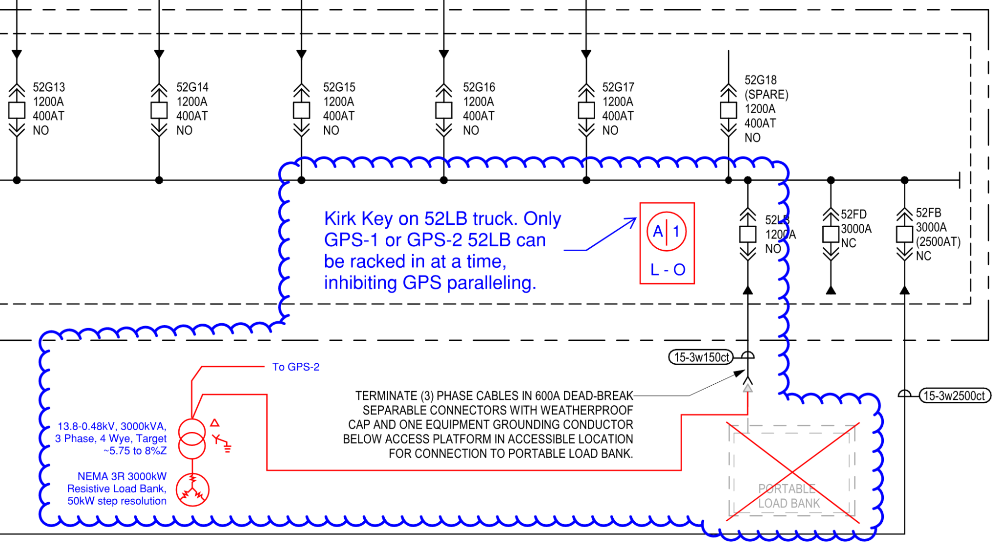 52G13
1200A
400AT
NO
52G14
1200A
400AT
NO
52G15
1200A
400AT
NO
52G16
1200A
400AT
NO
52G17
1200A
400AT
NO
52G18
(SPARE)
1200A
400AT
NO
Kirk Key on 52LB truck. Only
GPS-1 or GPS-2 52LB can
be racked in at a time,
inhibiting GPS paralleling.
A 1
L - O
52LB
1200A
NO
52FD
3000A
NC
52FB
3000A
(2500AT)
NC
15-3w150ct
To GPS-2
TERMINATE (3) PHASE CABLES IN 600A DEAD-BREAK
SEPARABLE CONNECTORS WITH WEATHERPROOF
CAP AND ONE EQUIPMENT GROUNDING CONDUCTOR
BELOW ACCESS PLATFORM IN ACCESSIBLE LOCATION
FOR CONNECTION TO PORTABLE LOAD BANK.
15-3w2500ct
13.8-0.48kV, 3000kVA,
3 Phase, 4 Wye, Target
~5.75 to 8%Z
NEMA 3R 3000kW
Resistive Load Bank,
50kW step resolution
PORTABLE
LOAD BANK